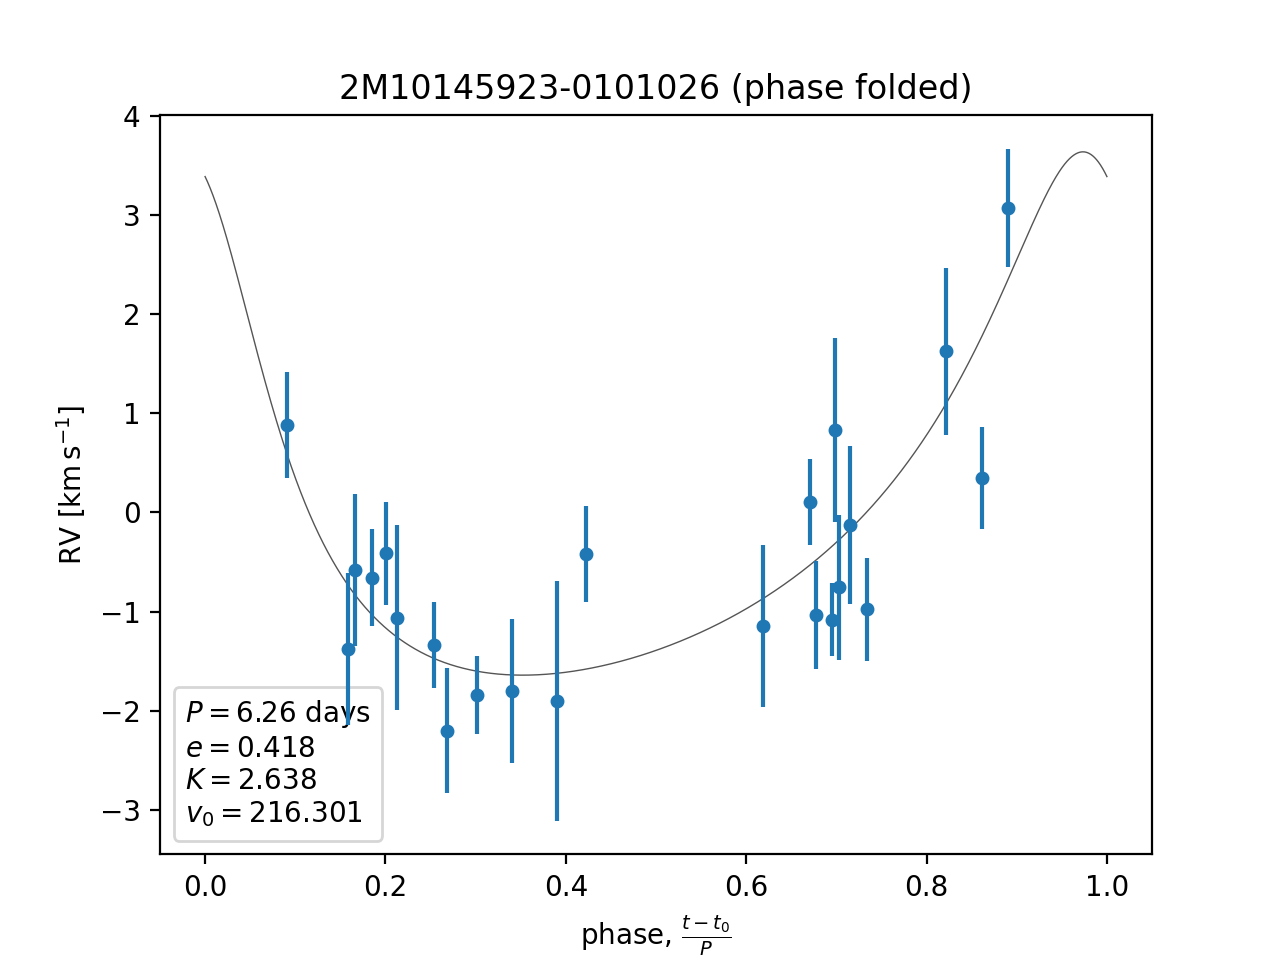 2M10145923-0101026 (phase folded)
RV [km s⁻¹]
4
3
2
1
0
−1
−2
−3
P = 6.26 days
e = 0.418
K = 2.638
v₀ = 216.301
0.0 0.2 0.4 0.6 0.8 1.0
phase, (t − t₀)/P